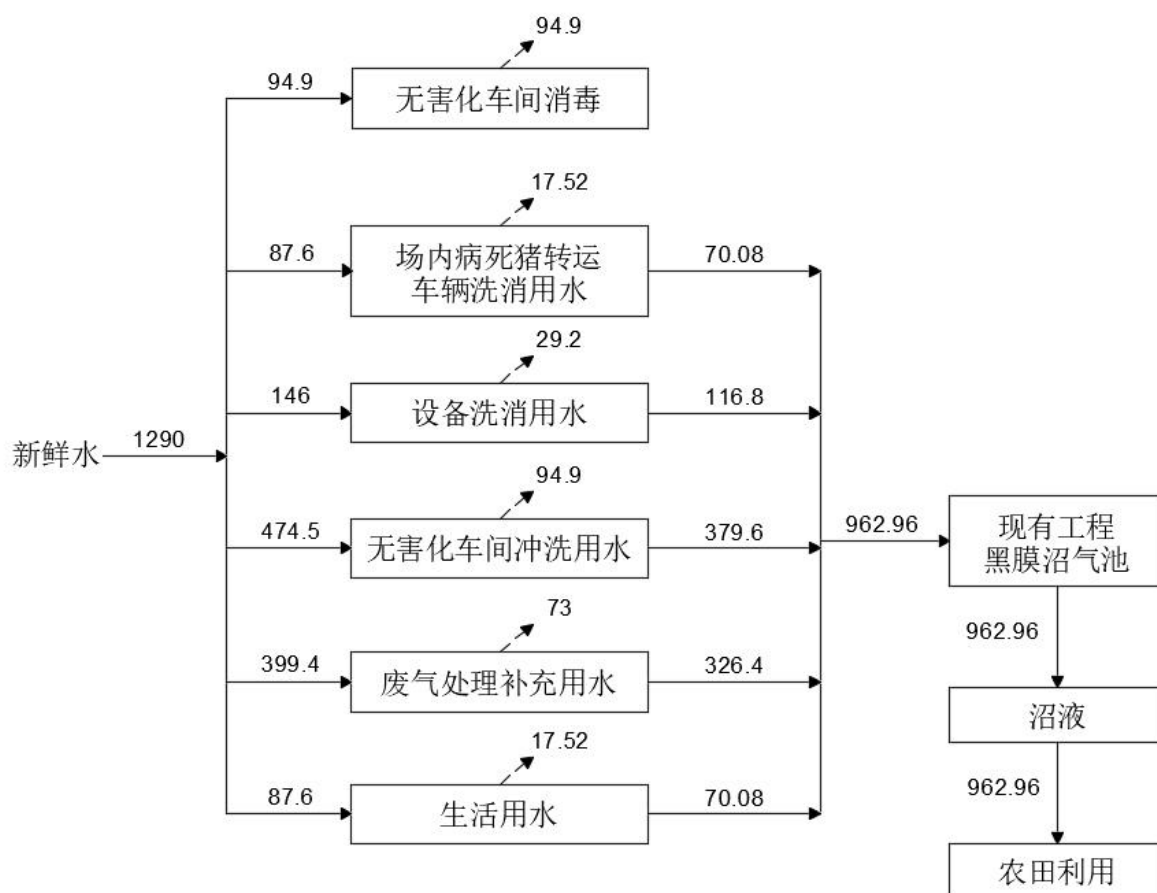 94.9
94.9
无害化车间消毒
17.52
87.6
场内病死猪转运
车辆洗消用水
70.08
29.2
146
设备洗消用水
116.8
新鲜水
1290
94.9
474.5
无害化车间冲洗用水
379.6
962.96
现有工程
黑膜沼气池
73
962.96
399.4
废气处理补充用水
326.4
沼液
17.52
87.6
生活用水
70.08
962.96
农田利用